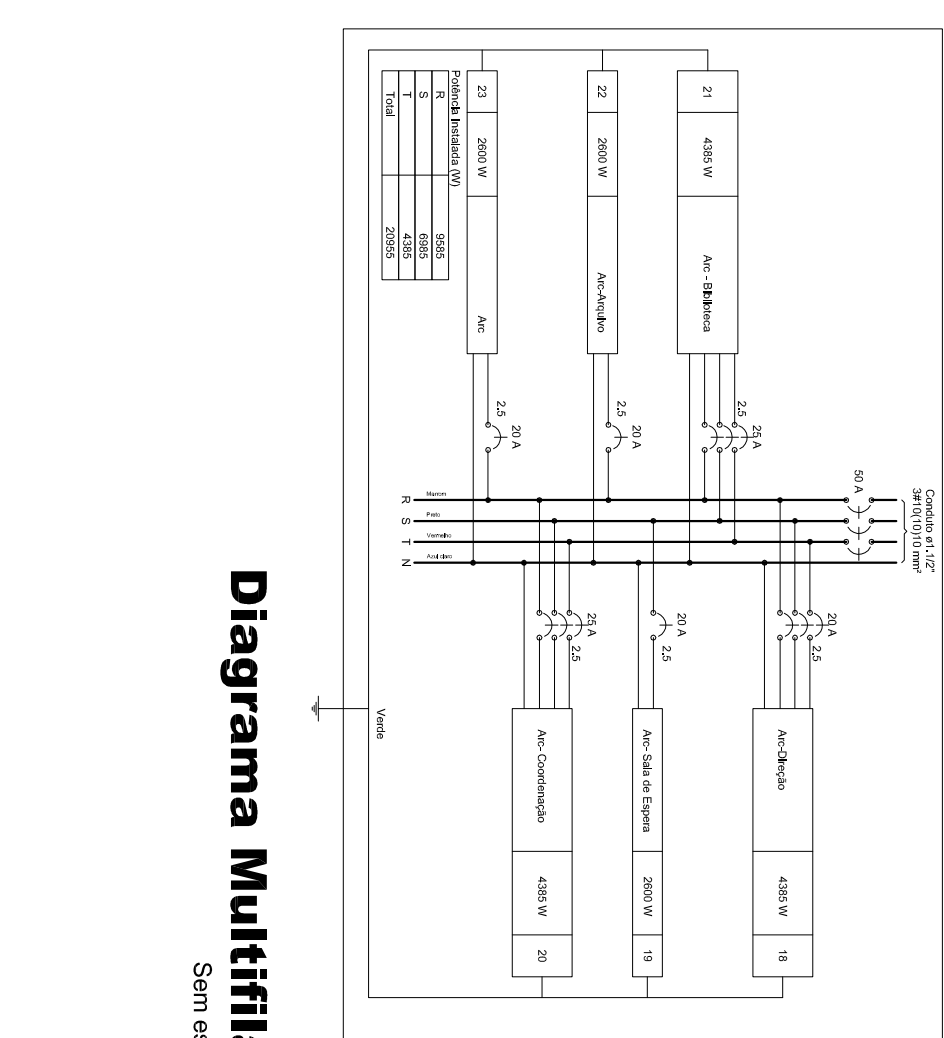 Conduto ø1.1/2"
3#10(10)10 mm²
50 A
21
4385 W
Arc - Biblioteca
2.5
25 A
20 A
2.5
Arc-Direção
4385 W
18
22
2600 W
Arc-Arquivo
2.5
20 A
20 A
2.5
Arc- Sala de Espera
2600 W
19
23
2600 W
Arc
2.5
20 A
25 A
2.5
Arc- Coordenação
4385 W
20
Marrom
R
Preto
S
Vermelho
T
Azul claro
N
Potência Instalada (W)
R 9585
S 6985
T 4385
Total 20955
Verde
Diagrama Multifil
Sem es